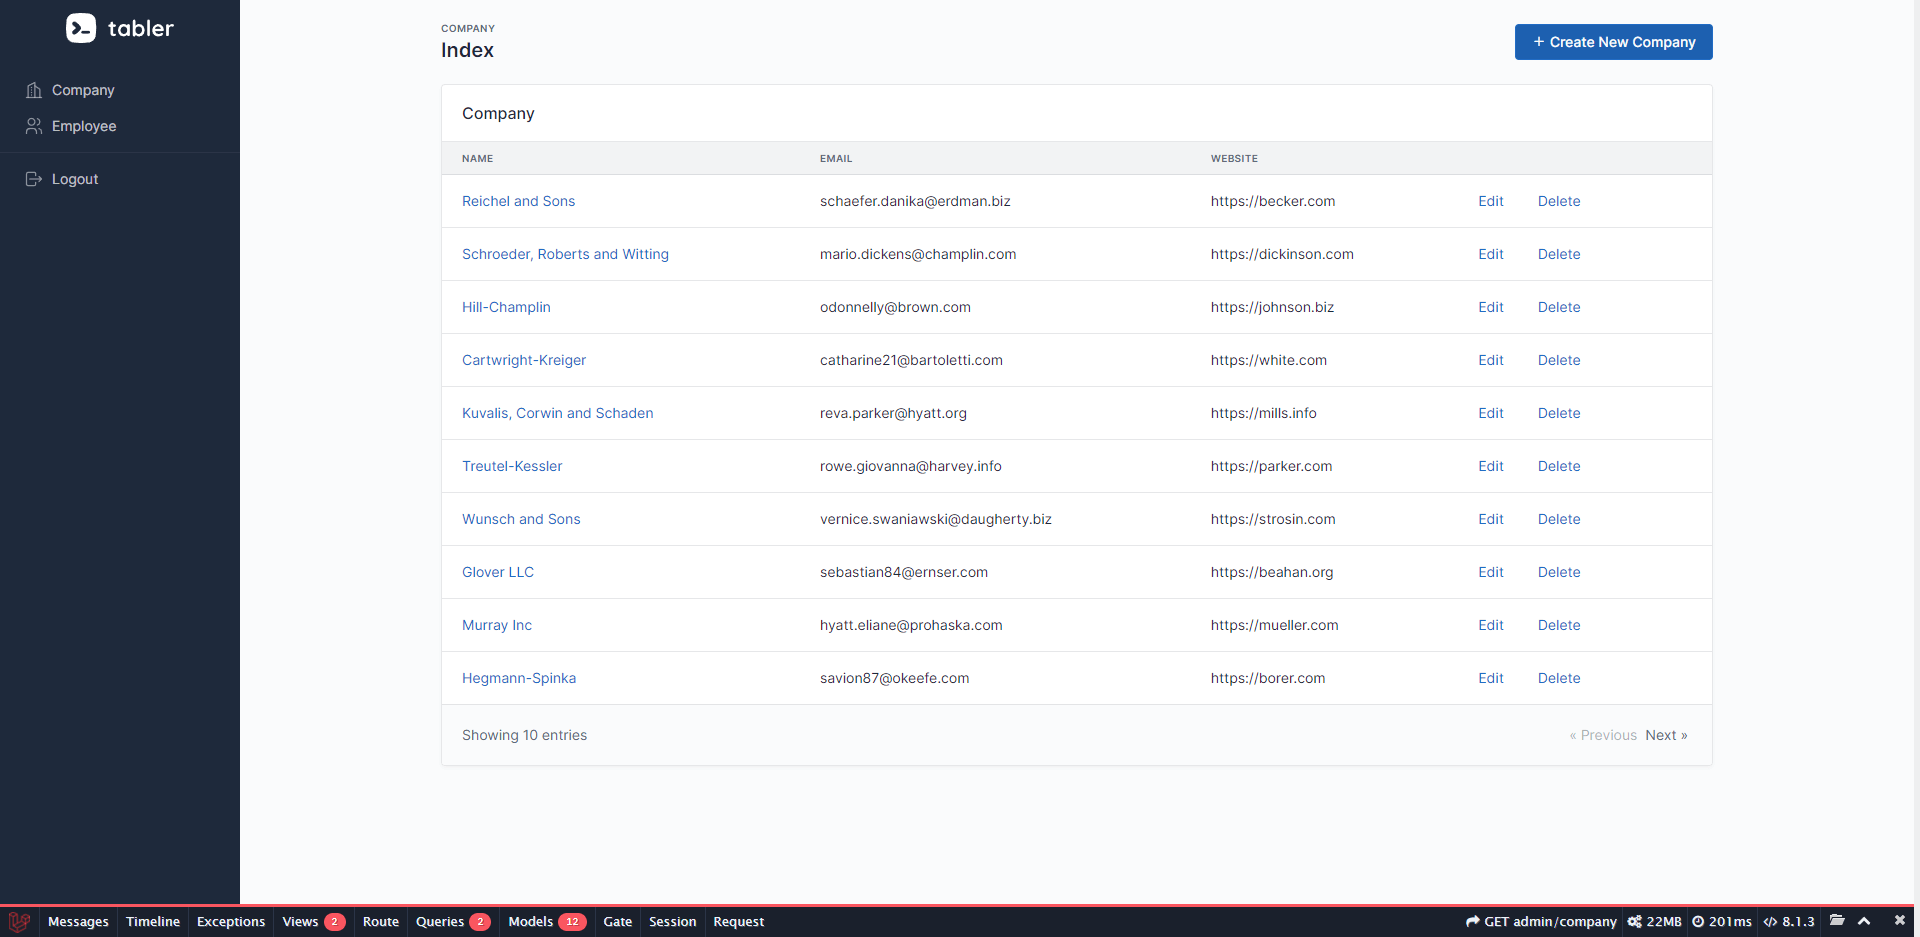 tabler
Company
Employee
Logout
COMPANY
Index
+ Create New Company
Company
NAME EMAIL WEBSITE
Reichel and Sons schaefer.danika@erdman.biz https://becker.com Edit Delete
Schroeder, Roberts and Witting mario.dickens@champlin.com https://dickinson.com Edit Delete
Hill-Champlin odonnelly@brown.com https://johnson.biz Edit Delete
Cartwright-Kreiger catharine21@bartoletti.com https://white.com Edit Delete
Kuvalis, Corwin and Schaden reva.parker@hyatt.org https://mills.info Edit Delete
Treutel-Kessler rowe.giovanna@harvey.info https://parker.com Edit Delete
Wunsch and Sons vernice.swaniawski@daugherty.biz https://strosin.com Edit Delete
Glover LLC sebastian84@ernser.com https://beahan.org Edit Delete
Murray Inc hyatt.eliane@prohaska.com https://mueller.com Edit Delete
Hegmann-Spinka savion87@okeefe.com https://borer.com Edit Delete
Showing 10 entries « Previous Next »
Messages Timeline Exceptions Views 2 Route Queries 2 Models 12 Gate Session Request GET admin/company 22MB 201ms 8.1.3